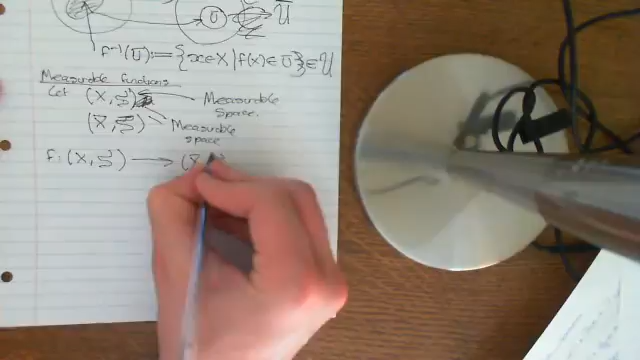 U Ū
f⁻¹(Ū) := {x∈X | f(x)∈Ū} ∈ U
Measurable functions
Let (X, ξ) Measurable Space.
(X̄, ξ̄) Measurable space
f: (X, ξ) ⟶ (X̄